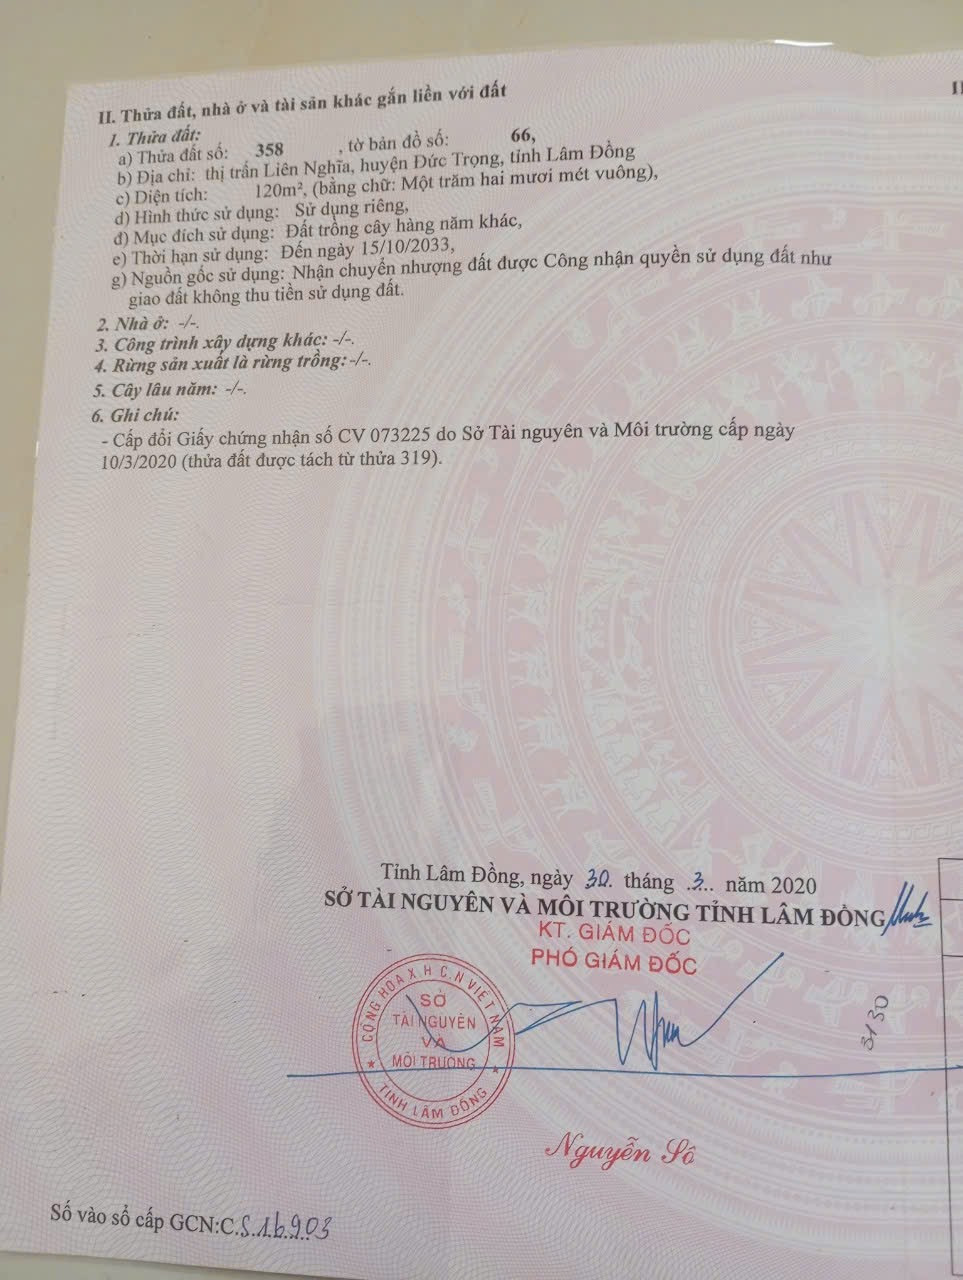 II. Thửa đất, nhà ở và tài sản khác gắn liền với đất
1. Thửa đất:
a) Thửa đất số: 358 , tờ bản đồ số: 66,
b) Địa chỉ: thị trấn Liên Nghĩa, huyện Đức Trọng, tỉnh Lâm Đồng
c) Diện tích: 120m², (bằng chữ: Một trăm hai mươi mét vuông),
d) Hình thức sử dụng: Sử dụng riêng,
đ) Mục đích sử dụng: Đất trồng cây hàng năm khác,
e) Thời hạn sử dụng: Đến ngày 15/10/2033,
g) Nguồn gốc sử dụng: Nhận chuyển nhượng đất được Công nhận quyền sử dụng đất như
giao đất không thu tiền sử dụng đất.
2. Nhà ở: -/-.
3. Công trình xây dựng khác: -/-.
4. Rừng sản xuất là rừng trồng: -/-.
5. Cây lâu năm: -/-.
6. Ghi chú:
- Cấp đổi Giấy chứng nhận số CV 073225 do Sở Tài nguyên và Môi trường cấp ngày
10/3/2020 (thửa đất được tách từ thửa 319).
Tỉnh Lâm Đồng, ngày 30. tháng .3.. năm 2020
SỞ TÀI NGUYÊN VÀ MÔI TRƯỜNG TỈNH LÂM ĐỒNG
KT. GIÁM ĐỐC
PHÓ GIÁM ĐỐC
CỘNG HÒA X.H.C.N VIỆT NAM
SỞ
TÀI NGUYÊN
VÀ
MÔI TRƯỜNG
TỈNH LÂM ĐỒNG
3130
Nguyễn Sô
Số vào sổ cấp GCN:C.S.16903